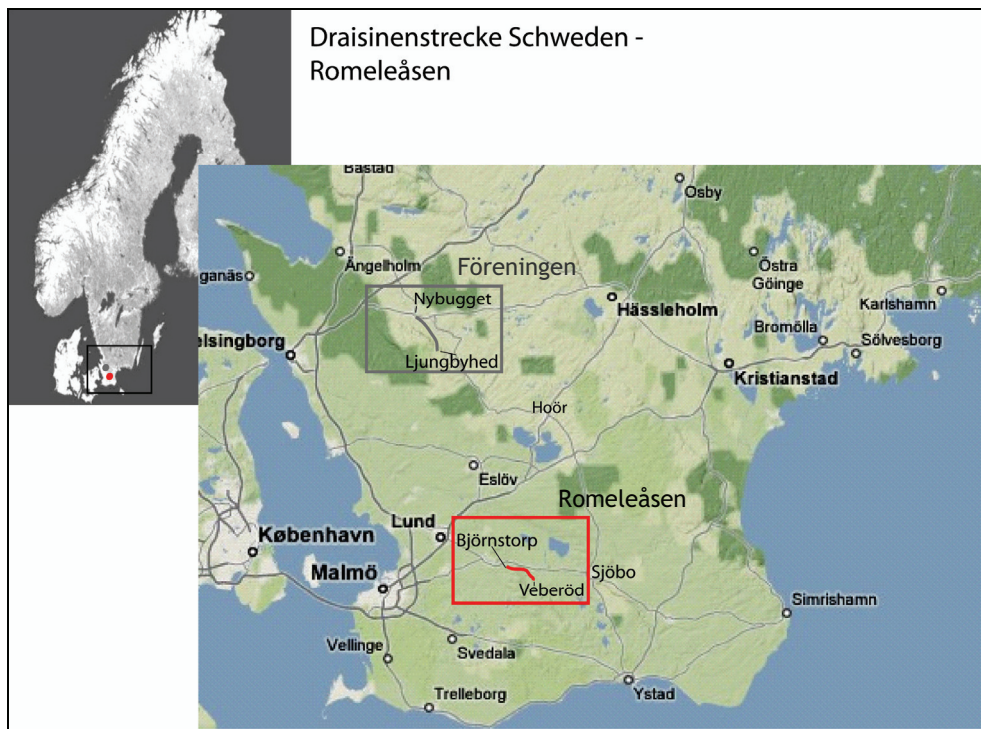 Draisinenstrecke Schweden -
Romeleåsen
Båstad
Osby
Ängelholm
Föreningen
Östra
Göinge
ganäs
Nybugget
Hässleholm
Karlshamn
Bromölla
elsingborg
Ljungbyhed
Sölvesborg
Kristianstad
Hoör
Eslöv
Romeleåsen
Lund
København
Björnstorp
Malmö
Sjöbo
Veberöd
Simrishamn
Vellinge
Svedala
Trelleborg
Ystad